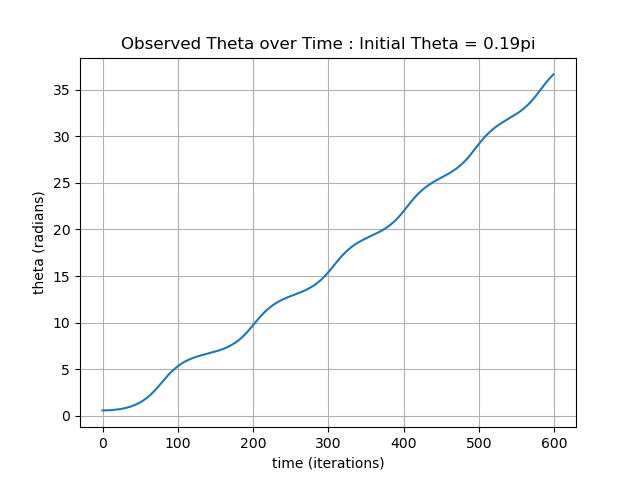 Observed Theta over Time : Initial Theta = 0.19pi
35
30
25
20
15
10
5
0
theta (radians)
0 100 200 300 400 500 600
time (iterations)